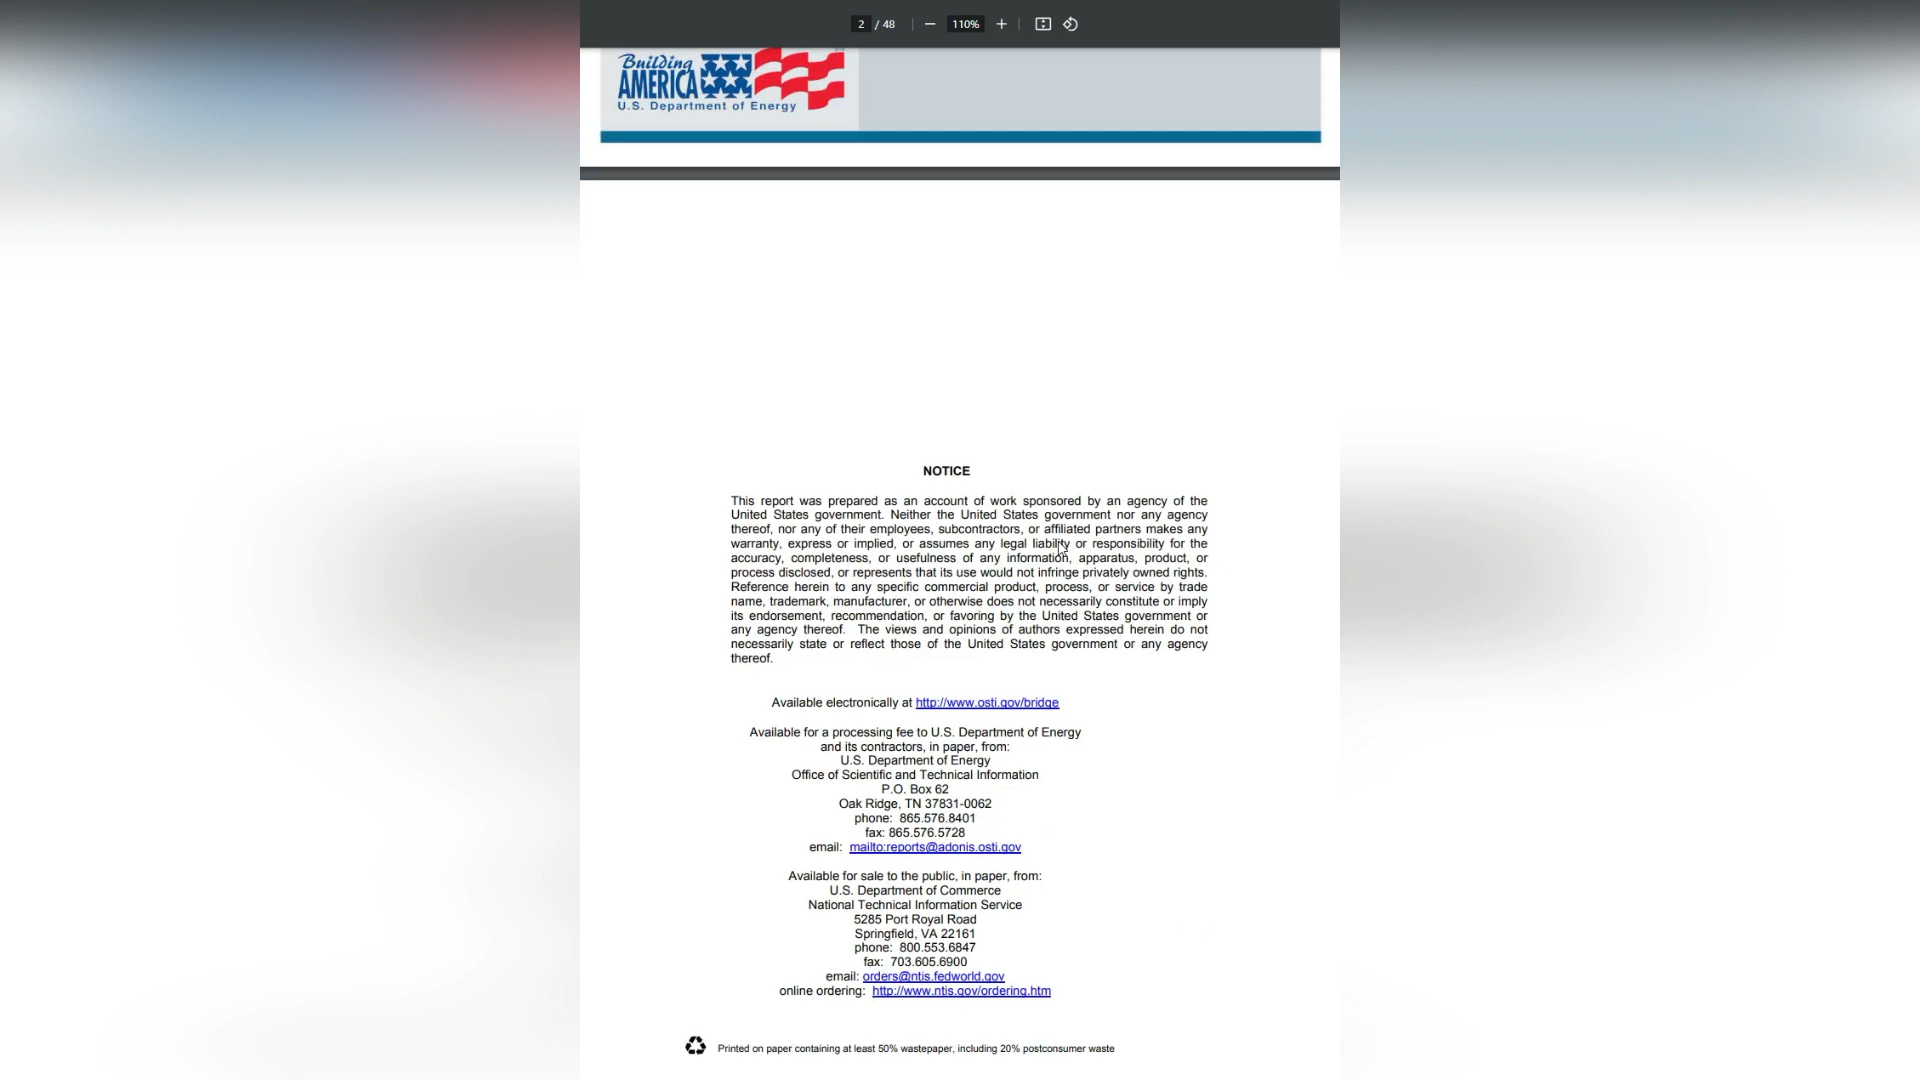 2 / 48 110%
Building
AMERICA
U.S. Department of Energy
NOTICE
This report was prepared as an account of work sponsored by an agency of the
United States government. Neither the United States government nor any agency
thereof, nor any of their employees, subcontractors, or affiliated partners makes any
warranty, express or implied, or assumes any legal liability or responsibility for the
accuracy, completeness, or usefulness of any information, apparatus, product, or
process disclosed, or represents that its use would not infringe privately owned rights.
Reference herein to any specific commercial product, process, or service by trade
name, trademark, manufacturer, or otherwise does not necessarily constitute or imply
its endorsement, recommendation, or favoring by the United States government or
any agency thereof. The views and opinions of authors expressed herein do not
necessarily state or reflect those of the United States government or any agency
thereof.
Available electronically at http://www.osti.gov/bridge
Available for a processing fee to U.S. Department of Energy
and its contractors, in paper, from:
U.S. Department of Energy
Office of Scientific and Technical Information
P.O. Box 62
Oak Ridge, TN 37831-0062
phone: 865.576.8401
fax: 865.576.5728
email: mailto:reports@adonis.osti.gov
Available for sale to the public, in paper, from:
U.S. Department of Commerce
National Technical Information Service
5285 Port Royal Road
Springfield, VA 22161
phone: 800.553.6847
fax: 703.605.6900
email: orders@ntis.fedworld.gov
online ordering: http://www.ntis.gov/ordering.htm
Printed on paper containing at least 50% wastepaper, including 20% postconsumer waste